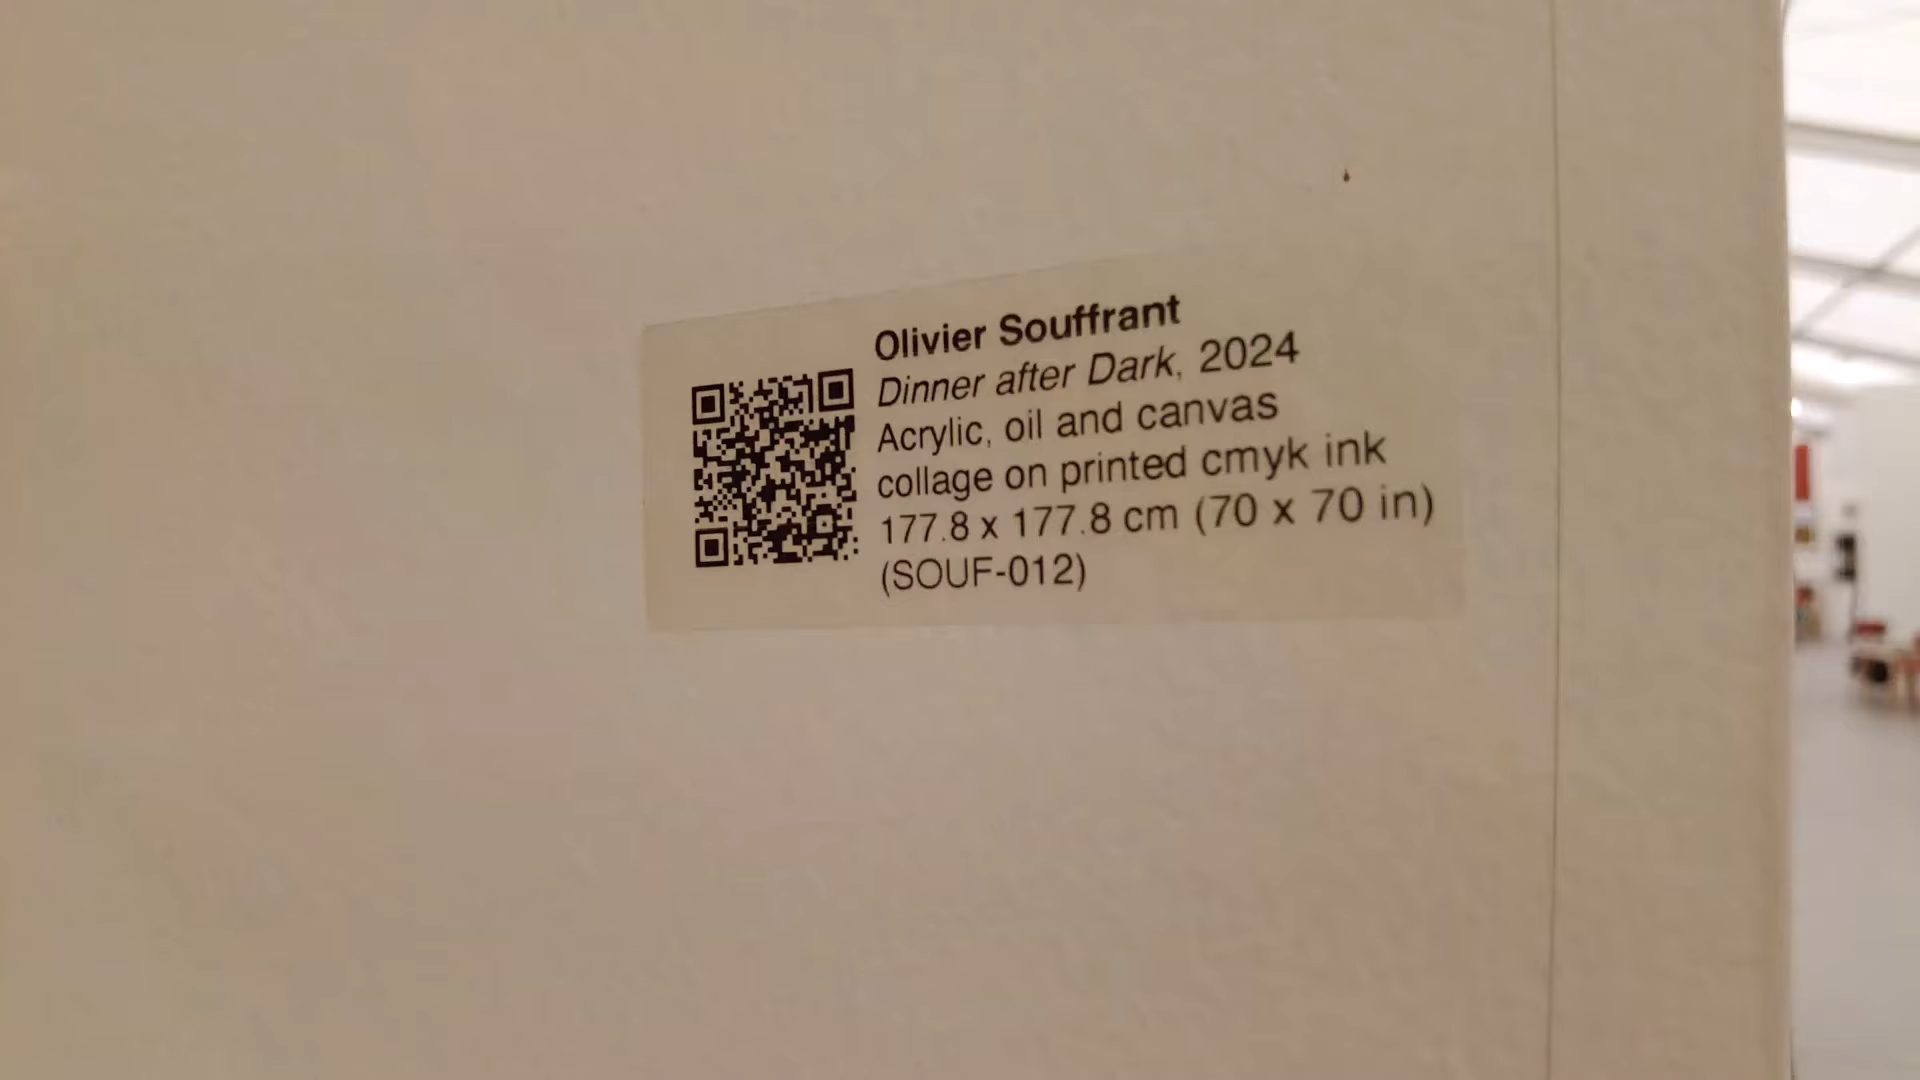 Olivier Souffrant
Dinner after Dark, 2024
Acrylic, oil and canvas
collage on printed cmyk ink
177.8 x 177.8 cm (70 x 70 in)
(SOUF-012)